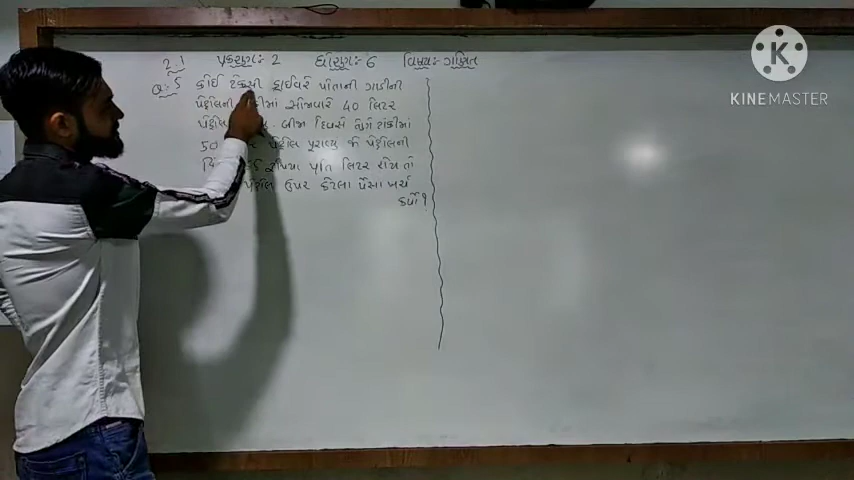 2.1 પ્રકરણ: 2 ધોરણ: 6 વિષય: ગણિત
Q: 5 કોઈ ટેક્સી ડ્રાઈવરે પોતાની ગાડીની
પેટ્રોલની ટાંકીમાં સોમવારે 40 લિટર
પેટ્રોલ બીજા દિવસે તેણે ટાંકીમાં
50 પેટ્રોલ પૂરાવ્યુ જો પેટ્રોલની
રૂપિયા પ્રતિ લિટર હોય તો
પેટ્રોલ ઉપર કેટલા પૈસા ખર્ચ
કર્યા?
KINEMASTER